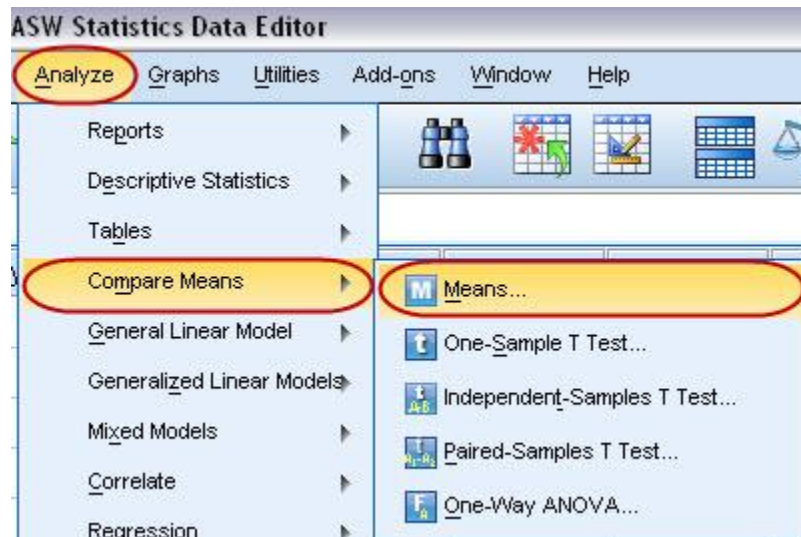 ASW Statistics Data Editor
Analyze Graphs Utilities Add-ons Window Help
Reports
Descriptive Statistics
Tables
Compare Means
General Linear Model
Generalized Linear Models
Mixed Models
Correlate
Regression
M Means...
t One-Sample T Test...
Independent-Samples T Test...
Paired-Samples T Test...
One-Way ANOVA...